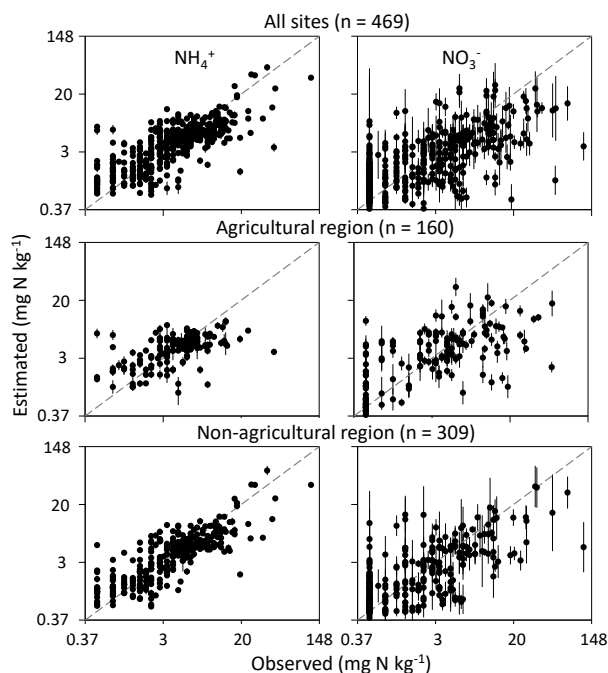 All sites (n = 469)
148
20
3
0.37
NH₄⁺
NO₃⁻
Agricultural region (n = 160)
148
20
3
0.37
Non-agricultural region (n = 309)
148
20
3
0.37
Estimated (mg N kg⁻¹)
0.37 3 20 148 0.37 3 20 148
Observed (mg N kg⁻¹)